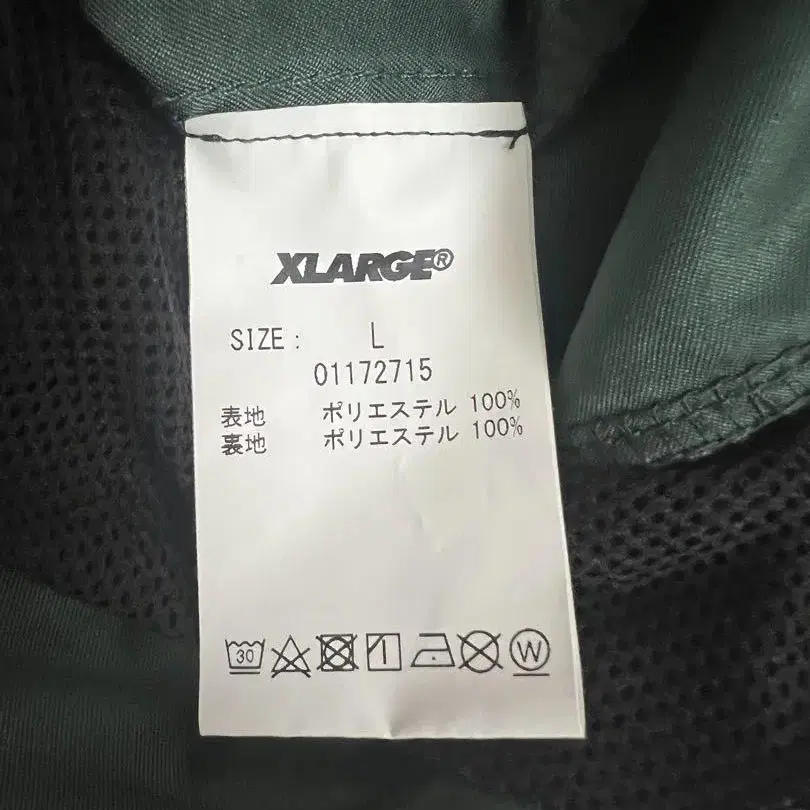 XLARGE®
SIZE : L
01172715
表地 ポリエステル 100%
裏地 ポリエステル 100%
30 W